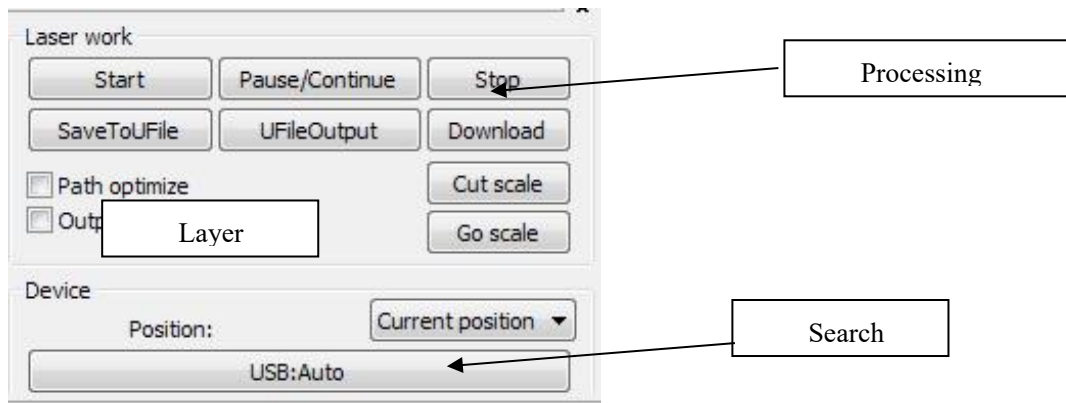 Laser work
Start Pause/Continue Stop Processing
SaveToUFile UFileOutput Download
Path optimize Cut scale
Outp Layer Go scale
Device
Position: Current position Search
USB:Auto